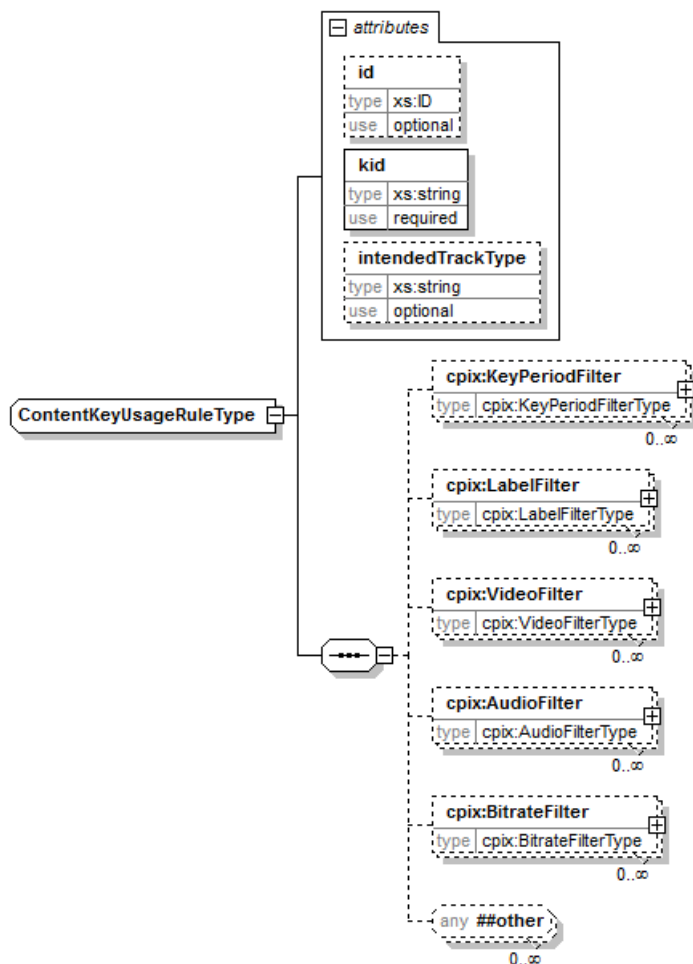 attributes
id
type xs:ID
use optional
kid
type xs:string
use required
intendedTrackType
type xs:string
use optional
ContentKeyUsageRuleType
cpix:KeyPeriodFilter
type cpix:KeyPeriodFilterType
0..∞
cpix:LabelFilter
type cpix:LabelFilterType
0..∞
cpix:VideoFilter
type cpix:VideoFilterType
0..∞
cpix:AudioFilter
type cpix:AudioFilterType
0..∞
cpix:BitrateFilter
type cpix:BitrateFilterType
0..∞
any ##other
0..∞